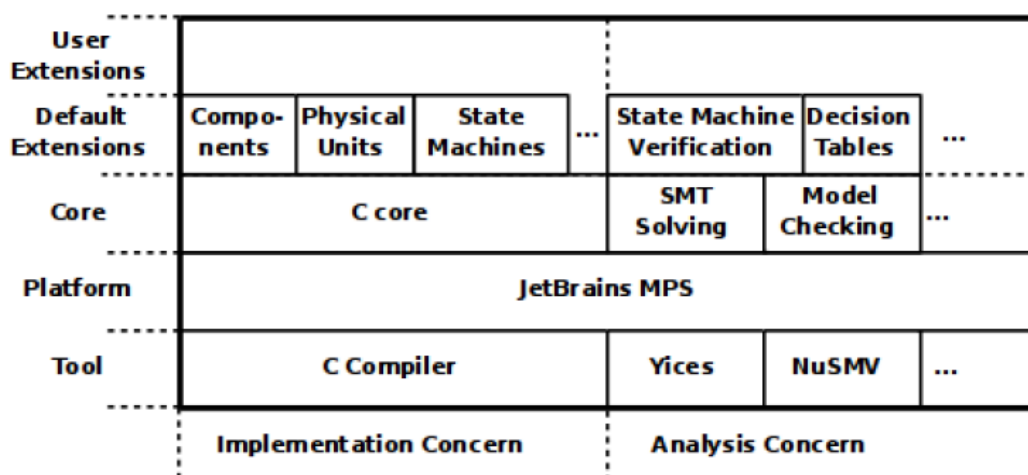 User
Extensions
Default
Extensions
Compo-
nents
Physical
Units
State
Machines
...
State Machine
Verification
Decision
Tables
...
Core
C core
SMT
Solving
Model
Checking
...
Platform
JetBrains MPS
Tool
C Compiler
Yices
NuSMV
...
Implementation Concern
Analysis Concern